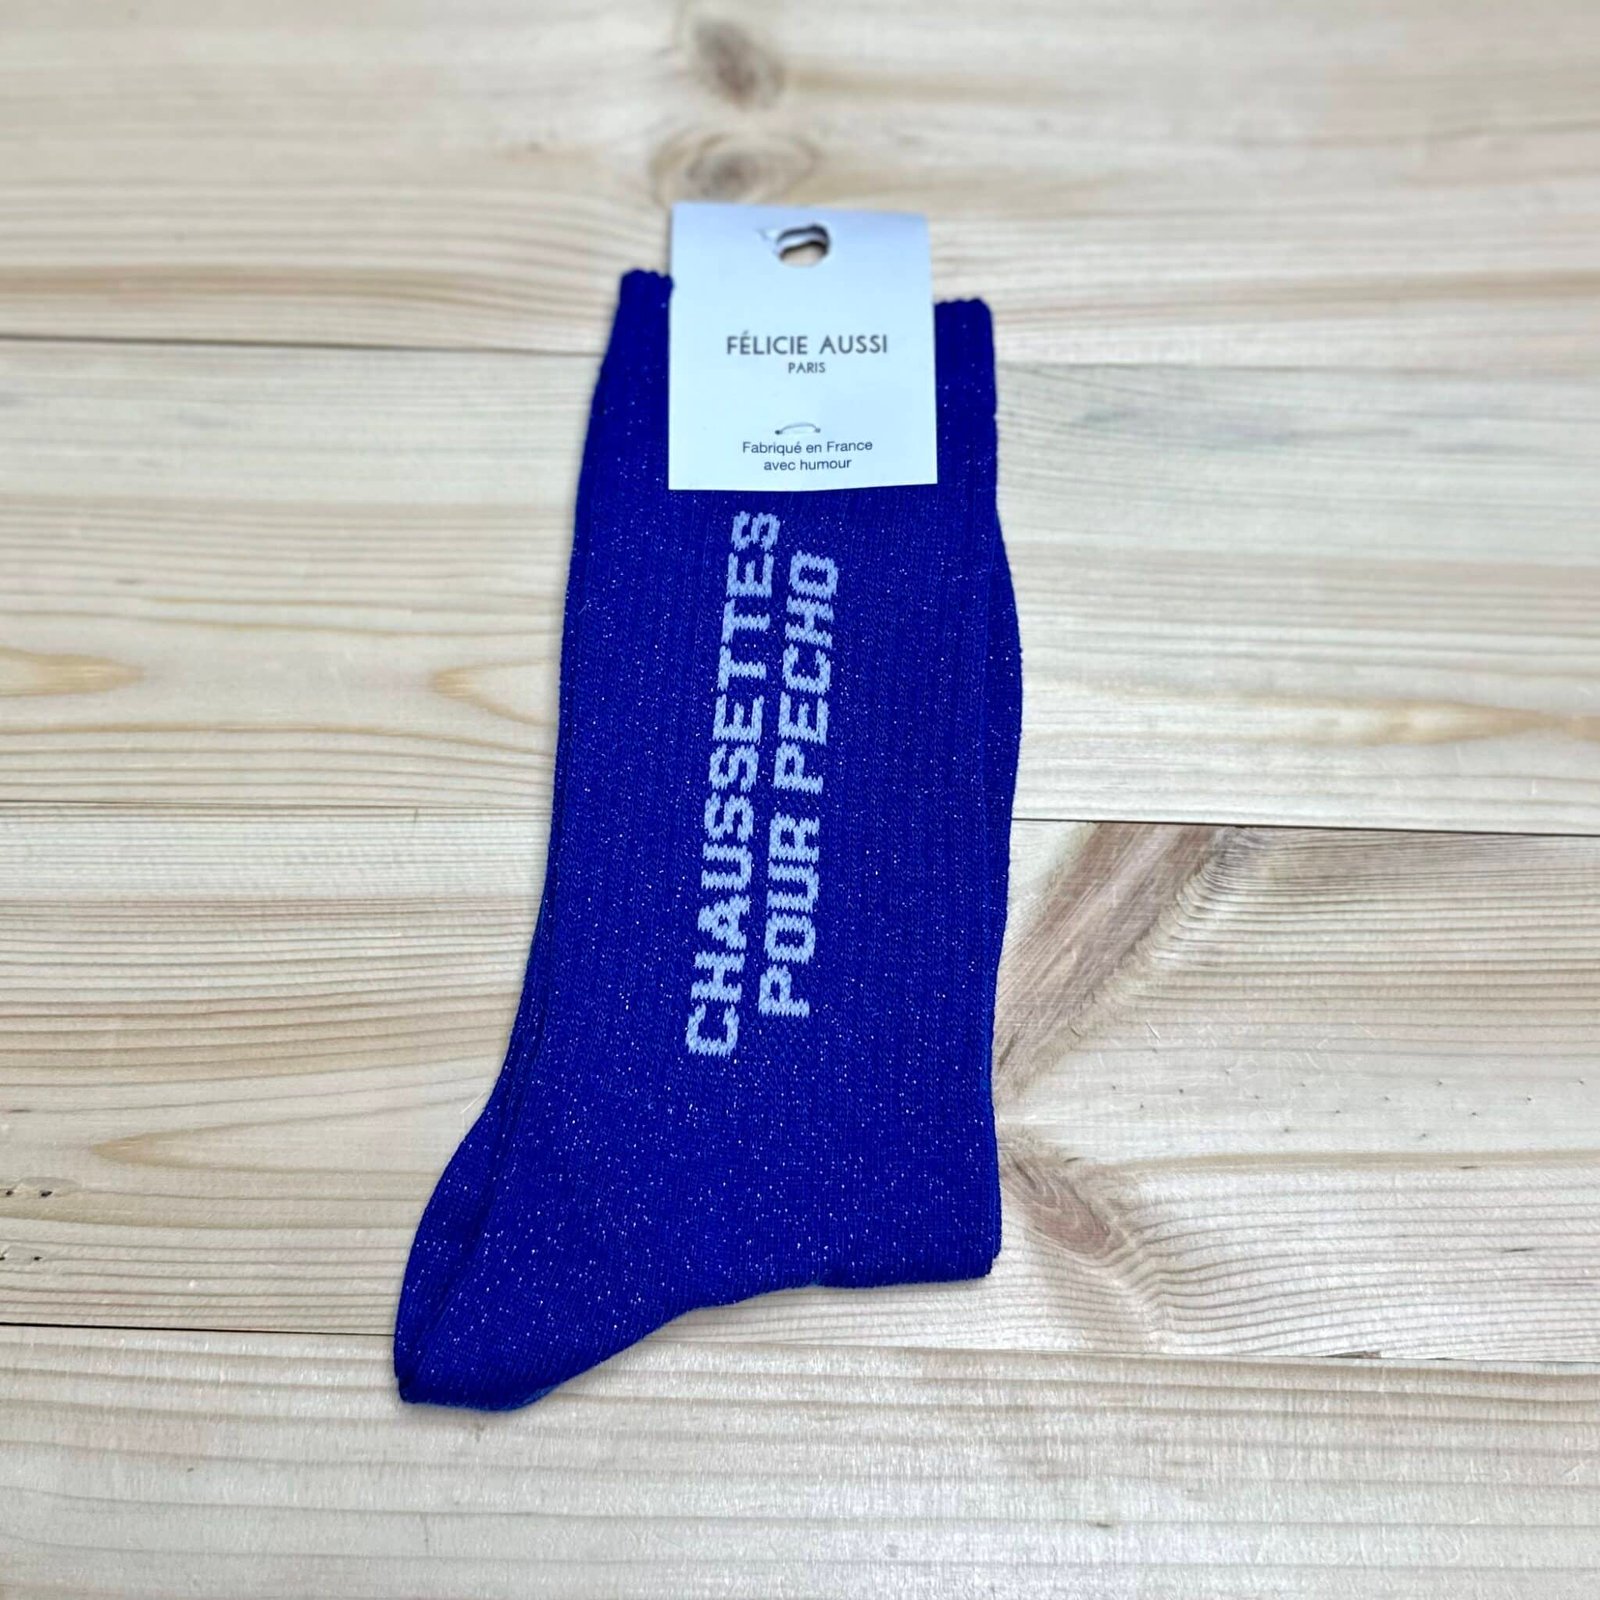 FÉLICIE AUSSI
PARIS
Fabriqué en France
avec humour
CHAUSSETTES
POUR PECHO